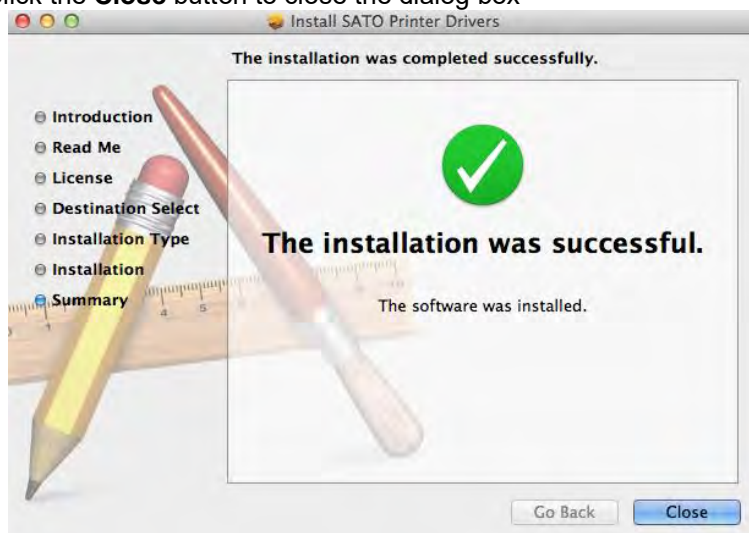 click the Close button to close the dialog box
Install SATO Printer Drivers
The installation was completed successfully.
Introduction
Read Me
License
Destination Select
Installation Type
Installation
Summary
The installation was successful.
The software was installed.
4 5
Go Back
Close